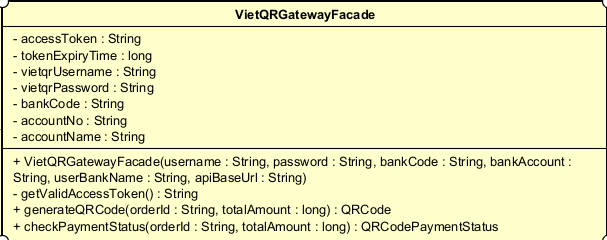 VietQRGatewayFacade
- accessToken : String
- tokenExpiryTime : long
- vietqrUsername : String
- vietqrPassword : String
- bankCode : String
- accountNo : String
- accountName : String
+ VietQRGatewayFacade(username : String, password : String, bankCode : String, bankAccount :
String, userBankName : String, apiBaseUrl : String)
- getValidAccessToken() : String
+ generateQRCode(orderId : String, totalAmount : long) : QRCode
+ checkPaymentStatus(orderId : String, totalAmount : long) : QRCodePaymentStatus